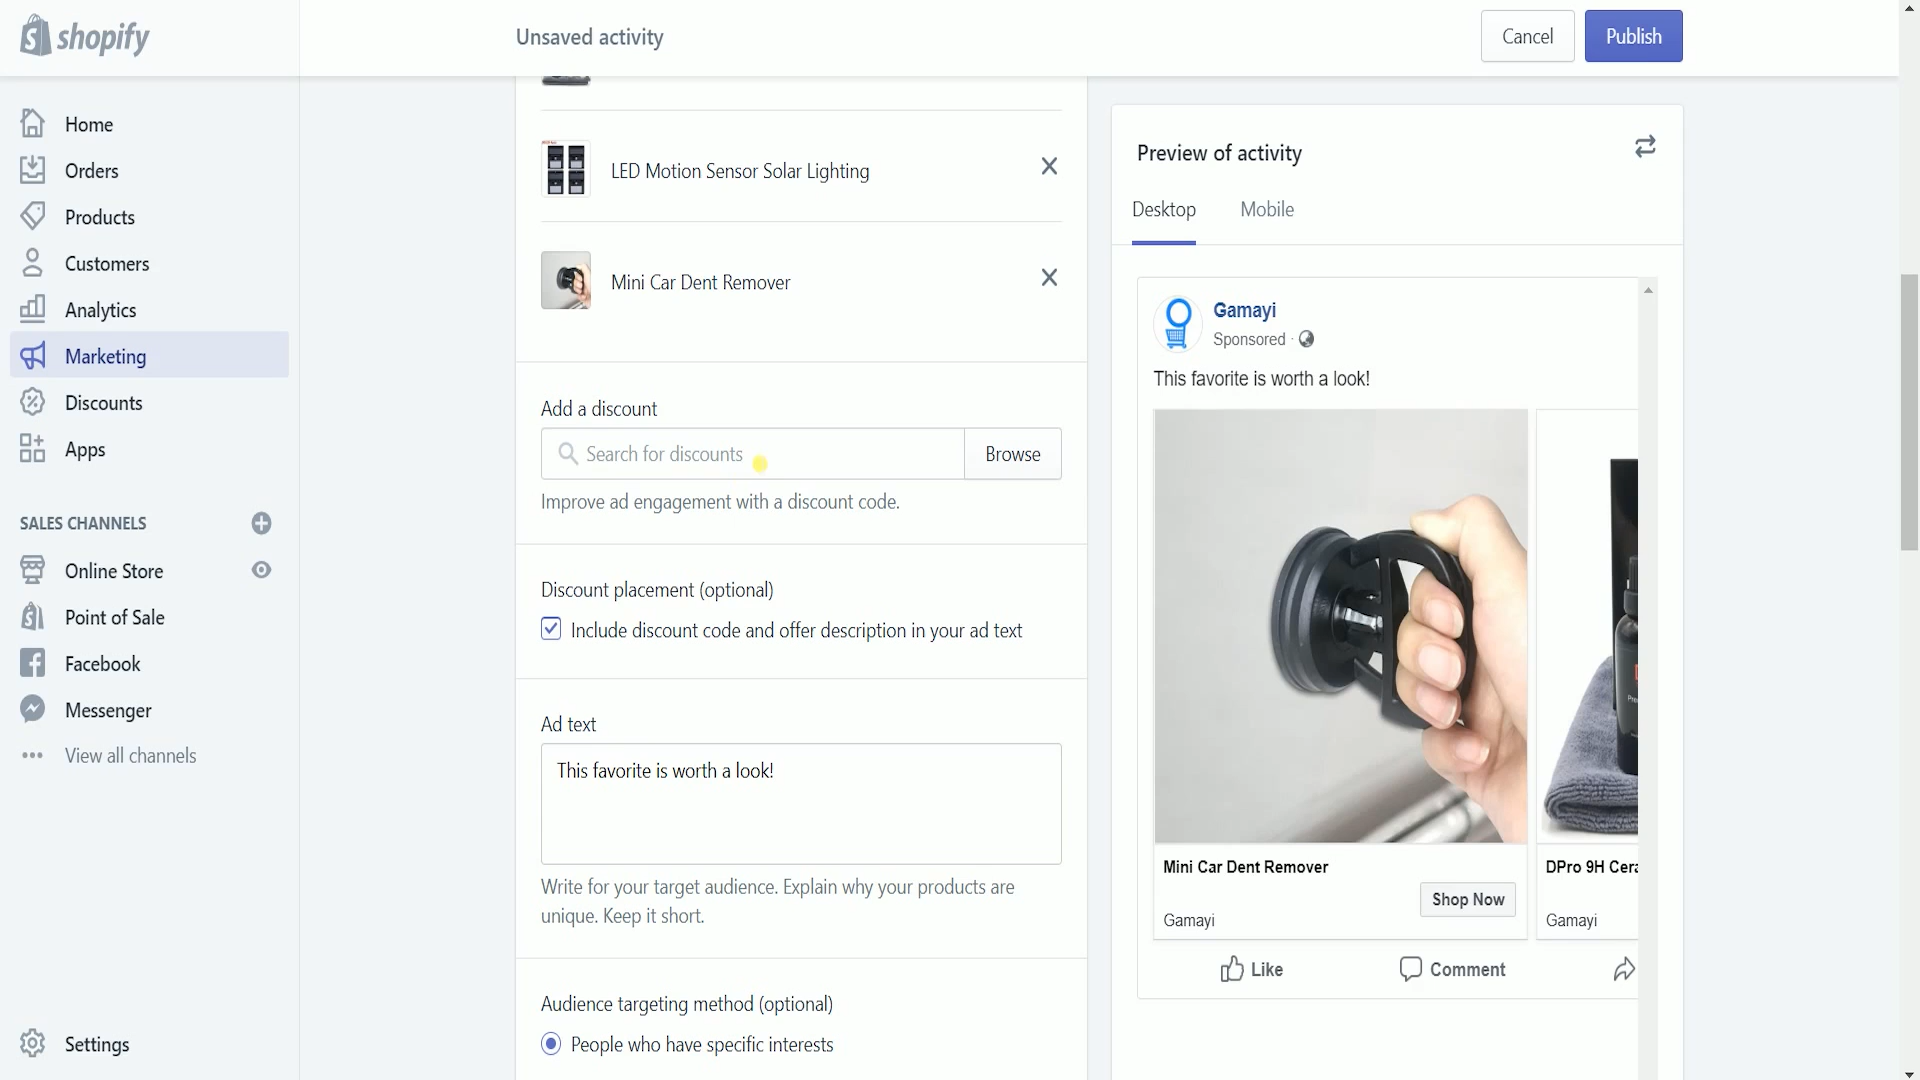 shopify
Unsaved activity
Cancel
Publish
Home
Orders
Products
Customers
Analytics
Marketing
Discounts
Apps
SALES CHANNELS
Online Store
Point of Sale
Facebook
Messenger
View all channels
Settings
LED Motion Sensor Solar Lighting
Mini Car Dent Remover
Add a discount
Search for discounts
Browse
Improve ad engagement with a discount code.
Discount placement (optional)
Include discount code and offer description in your ad text
Ad text
This favorite is worth a look!
Write for your target audience. Explain why your products are
unique. Keep it short.
Audience targeting method (optional)
People who have specific interests
Preview of activity
Desktop
Mobile
Gamayi
Sponsored ·
This favorite is worth a look!
Mini Car Dent Remover
Shop Now
Gamayi
DPro 9H Cera
Gamayi
Like
Comment